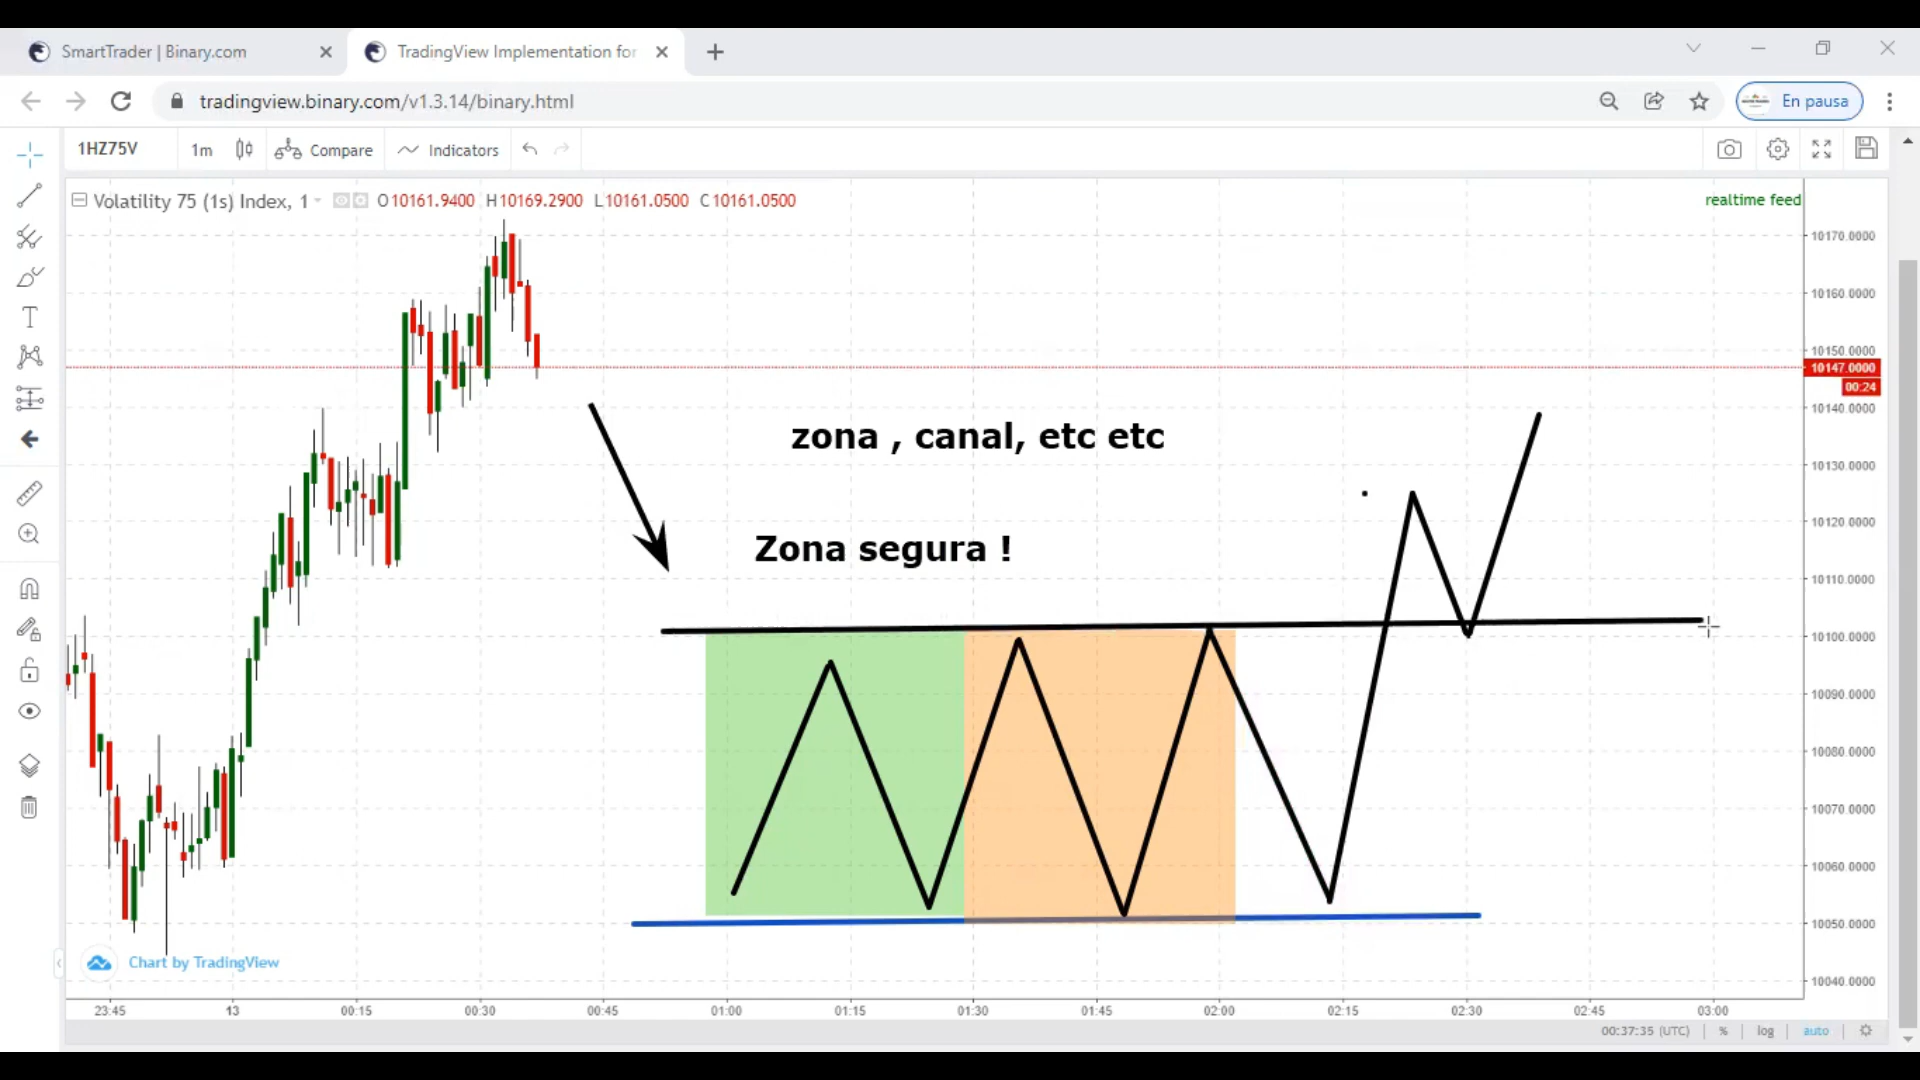 SmartTrader | Binary.com
TradingView Implementation for
tradingview.binary.com/v1.3.14/binary.html
En pausa
1HZ75V
1m
Compare
Indicators
Volatility 75 (1s) Index, 1
O10161.9400 H10169.2900 L10161.0500 C10161.0500
realtime feed
10170.0000
10160.0000
10150.0000
10147.0000
00:24
10140.0000
zona , canal, etc etc
10130.0000
10120.0000
Zona segura !
10110.0000
10100.0000
10090.0000
10080.0000
10070.0000
10060.0000
10050.0000
Chart by TradingView
10040.0000
23:45 13 00:15 00:30 00:45 01:00 01:15 01:30 01:45 02:00 02:15 02:30 02:45 03:00
00:37:35 (UTC) % log auto